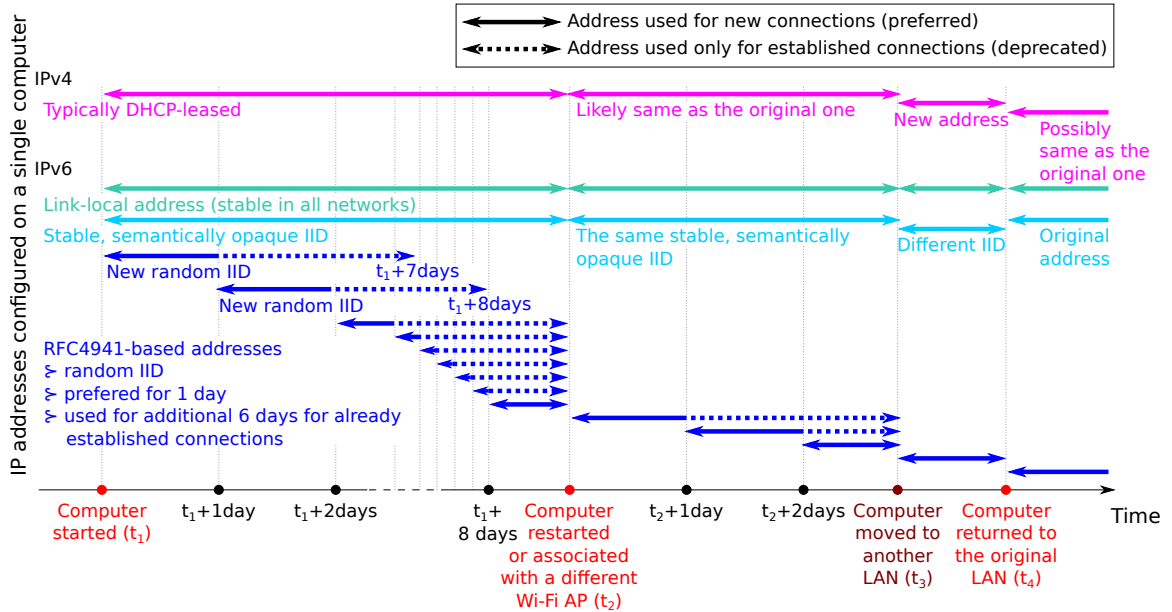 Address used for new connections (preferred)
Address used only for established connections (deprecated)
IP addresses configured on a single computer
IPv4
Typically DHCP-leased
Likely same as the original one
New address
Possibly
same as the
original one
IPv6
Link-local address (stable in all networks)
Stable, semantically opaque IID
The same stable, semantically
opaque IID
Different IID
Original
address
New random IID
t₁+7days
New random IID
t₁+8days
RFC4941-based addresses
⊱ random IID
⊱ prefered for 1 day
⊱ used for additional 6 days for already
established connections
Computer
started (t₁)
t₁+1day
t₁+2days
t₁+
8 days
Computer
restarted
or associated
with a different
Wi-Fi AP (t₂)
t₂+1day
t₂+2days
Computer
moved to
another
LAN (t₃)
Computer
returned to
the original
LAN (t₄)
Time